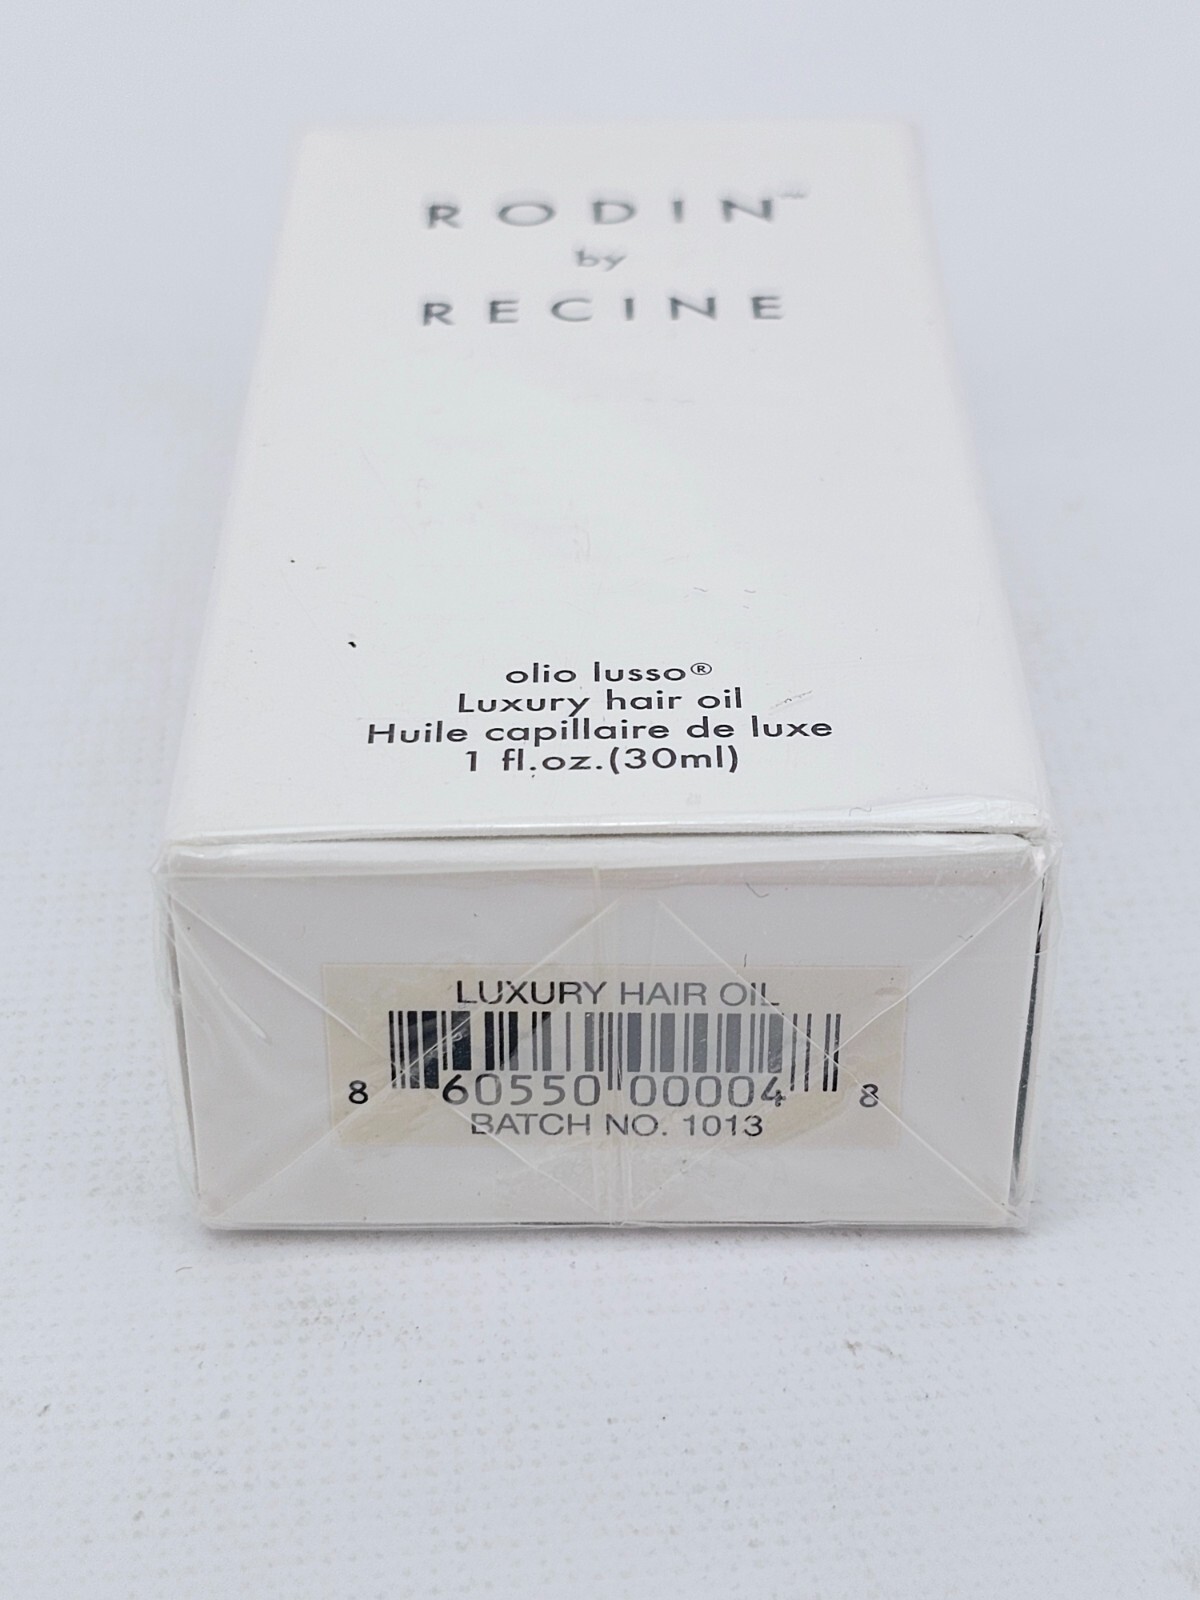 RODIN™
by
RECINE
olio lusso®
Luxury hair oil
Huile capillaire de luxe
1 fl.oz.(30ml)
LUXURY HAIR OIL
8 60550 00004 8
BATCH NO. 1013